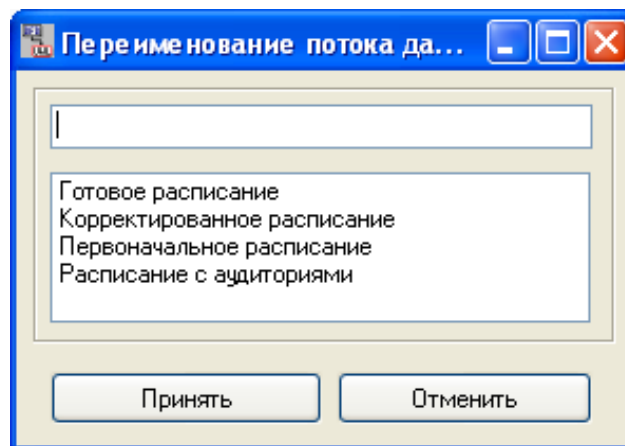 Переименование потока да...
Готовое расписание
Корректированное расписание
Первоначальное расписание
Расписание с аудиториями
Принять
Отменить